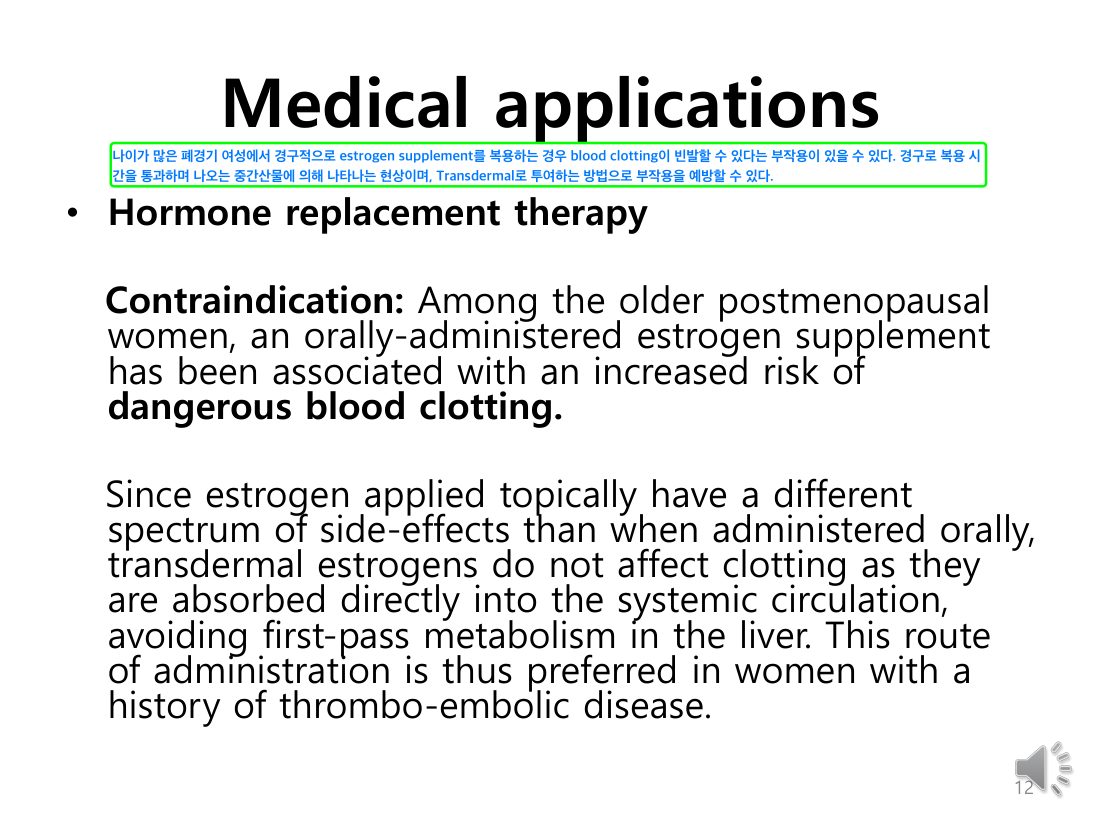 Medical applications
나이가 많은 폐경기 여성에서 경구적으로 estrogen supplement를 복용하는 경우 blood clotting이 빈발할 수 있다는 부작용이 있을 수 있다. 경구로 복용 시
간을 통과하며 나오는 중간산물에 의해 나타나는 현상이며, Transdermal로 투여하는 방법으로 부작용을 예방할 수 있다.
• Hormone replacement therapy
Contraindication: Among the older postmenopausal
women, an orally-administered estrogen supplement
has been associated with an increased risk of
dangerous blood clotting.
Since estrogen applied topically have a different
spectrum of side-effects than when administered orally,
transdermal estrogens do not affect clotting as they
are absorbed directly into the systemic circulation,
avoiding first-pass metabolism in the liver. This route
of administration is thus preferred in women with a
history of thrombo-embolic disease.
12